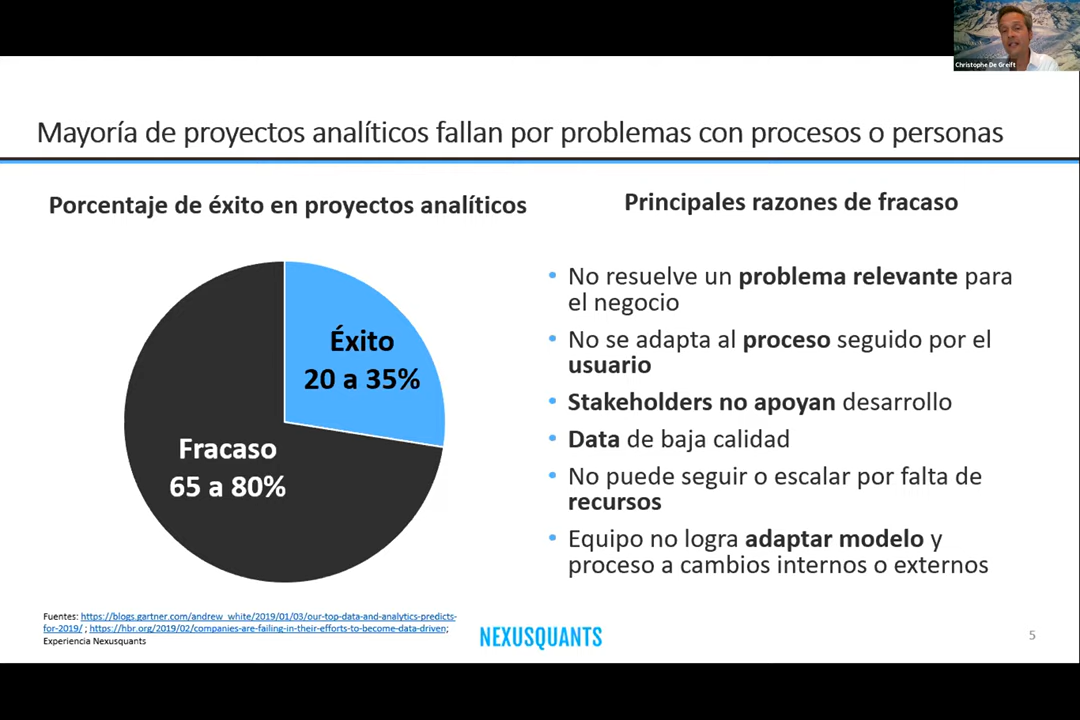 Christophe De Greift
Mayoría de proyectos analíticos fallan por problemas con procesos o personas
Porcentaje de éxito en proyectos analíticos
Éxito
20 a 35%
Fracaso
65 a 80%
Principales razones de fracaso
• No resuelve un problema relevante para
el negocio
• No se adapta al proceso seguido por el
usuario
• Stakeholders no apoyan desarrollo
• Data de baja calidad
• No puede seguir o escalar por falta de
recursos
• Equipo no logra adaptar modelo y
proceso a cambios internos o externos
Fuentes: https://blogs.gartner.com/andrew_white/2019/01/03/our-top-data-and-analytics-predicts-
for-2019/ ; https://hbr.org/2019/02/companies-are-failing-in-their-efforts-to-become-data-driven;
Experiencia Nexusquants
NEXUSQUANTS
5